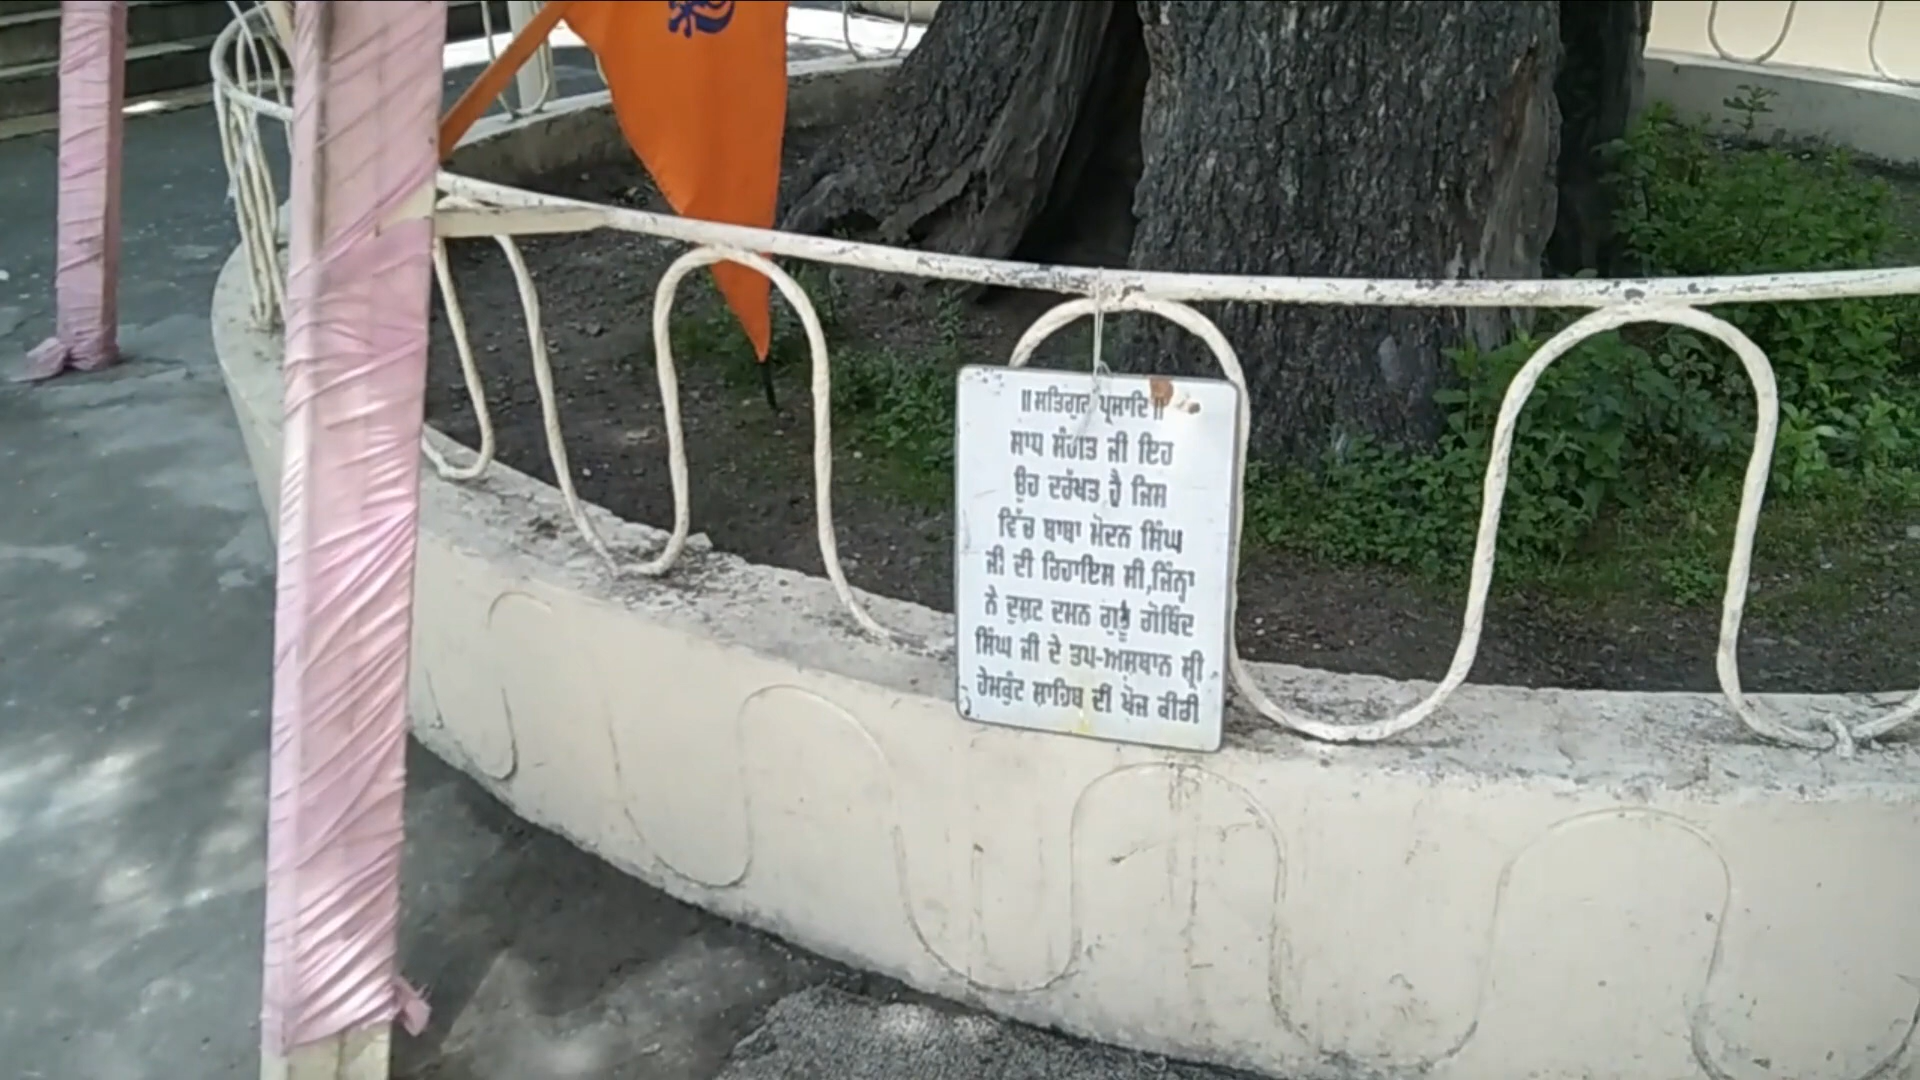 ॥ ਸਤਿਗੁਰ ਪ੍ਰਸਾਦਿ ॥
ਸਾਧ ਸੰਗਤ ਜੀ ਇਹ
ਉਹ ਦਰੱਖਤ ਹੈ ਜਿਸ
ਵਿੱਚ ਬਾਬਾ ਮੋਦਨ ਸਿੰਘ
ਜੀ ਦੀ ਰਿਹਾਇਸ ਸੀ,ਜਿੰਨ੍ਹਾ
ਨੇ ਦੁਸ਼ਟ ਦਮਨ ਗੁਰੂ ਗੋਬਿੰਦ
ਸਿੰਘ ਜੀ ਦੇ ਤਪ-ਅਸਥਾਨ ਸ੍ਰੀ
ਹੇਮਕੁੰਟ ਸਾਹਿਬ ਦੀ ਖੋਜ ਕੀਤੀ